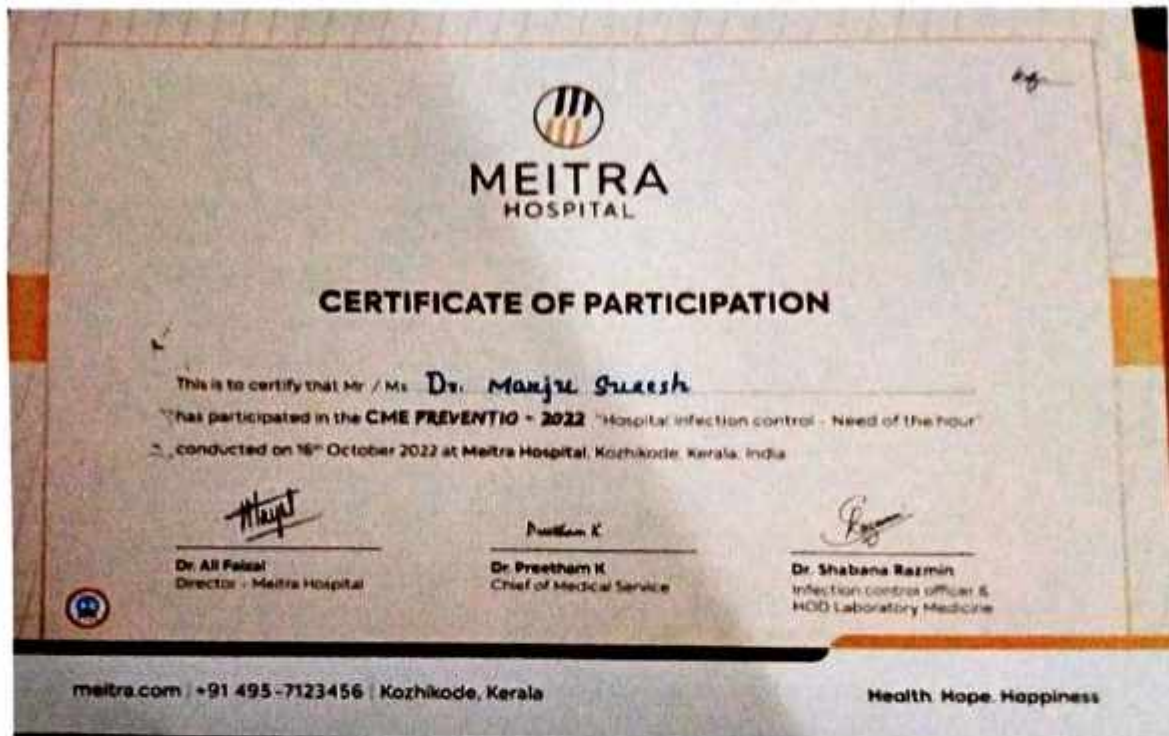 MEITRA
HOSPITAL
CERTIFICATE OF PARTICIPATION
This is to certify that Mr / Ms Dr. Manju Suresh
has participated in the CME PREVENTIO - 2022 "Hospital infection control - Need of the hour"
conducted on 16th October 2022 at Meitra Hospital, Kozhikode, Kerala, India
Preetham K
Dr. Ali Faizal
Director - Meitra Hospital
Dr. Preetham K
Chief of Medical Service
Dr. Shabana Razmin
Infection control officer &
HOD Laboratory Medicine
meitra.com | +91 495-7123456 | Kozhikode, Kerala
Health. Hope. Happiness